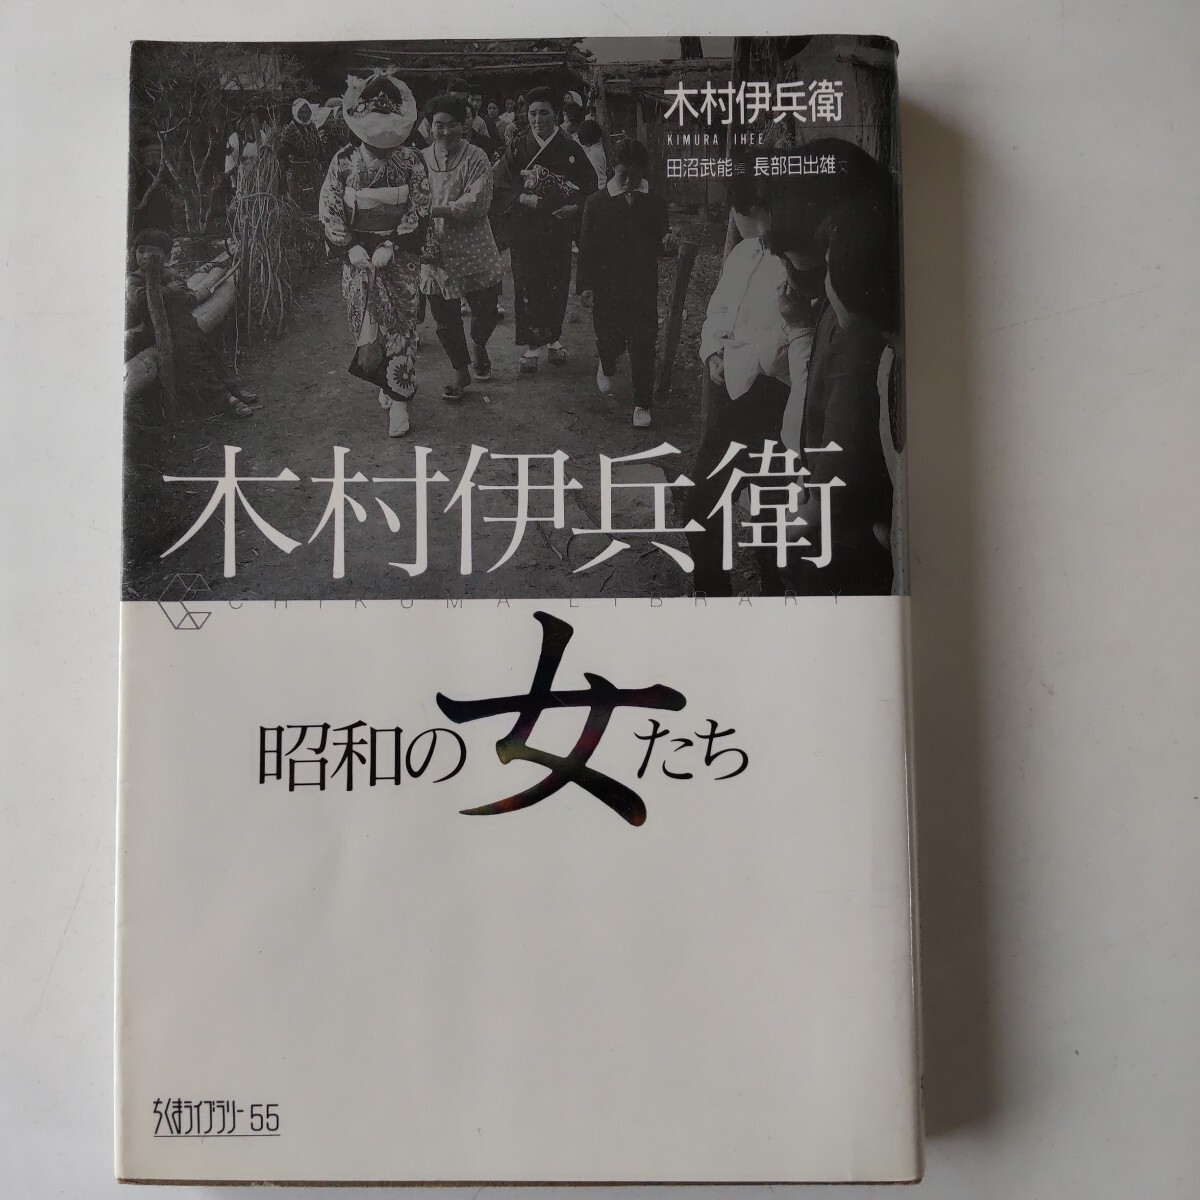 木村伊兵衛
KIMURA IHEE
田沼武能編 長部日出雄文
木村伊兵衛
CHIKUMA LIBRARY
昭和の女たち
ちくまライブラリー55